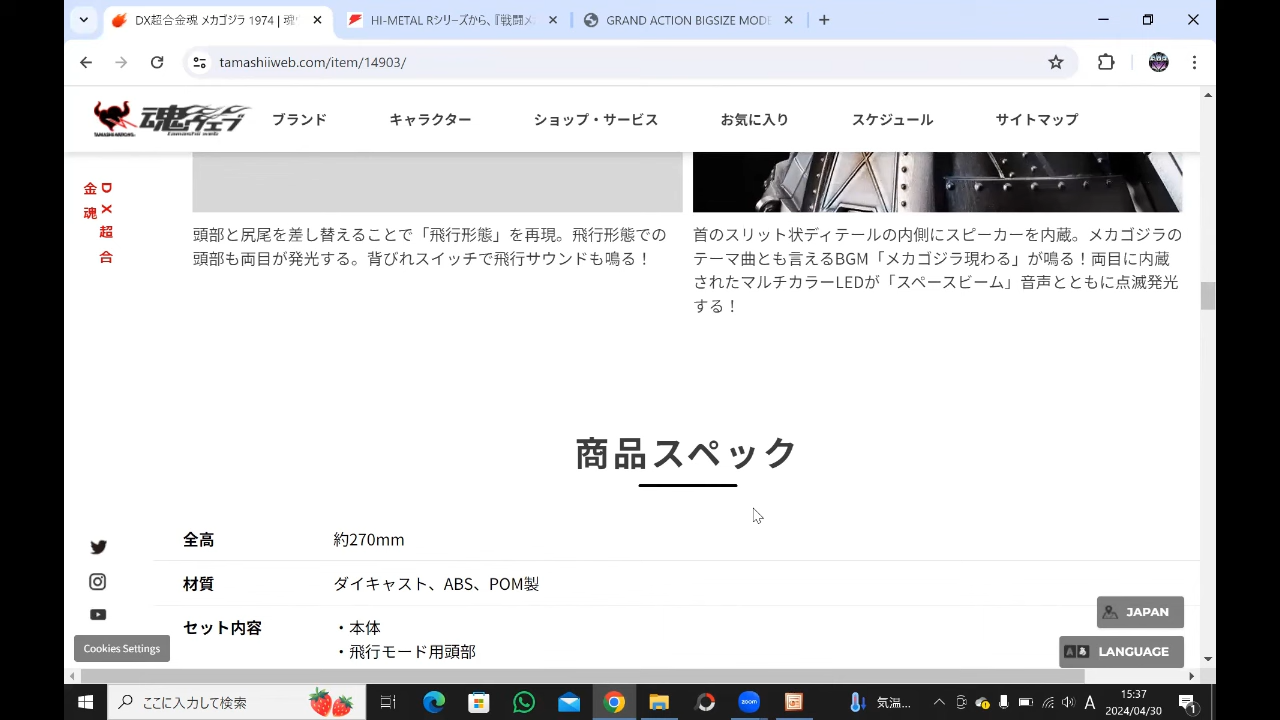 DX超合金魂 メカゴジラ 1974 | 魂
HI-METAL Rシリーズから、『戦闘メ
GRAND ACTION BIGSIZE MODE
tamashiiweb.com/item/14903/
魂ウェブ
ブランド
キャラクター
ショップ・サービス
お気に入り
スケジュール
サイトマップ
DX超合
金魂
頭部と尻尾を差し替えることで「飛行形態」を再現。飛行形態での
頭部も両目が発光する。背びれスイッチで飛行サウンドも鳴る！
首のスリット状ディテールの内側にスピーカーを内蔵。メカゴジラの
テーマ曲とも言えるBGM「メカゴジラ現わる」が鳴る！両目に内蔵
されたマルチカラーLEDが「スペースビーム」音声とともに点滅発光
する！
商品スペック
全高 約270mm
材質 ダイキャスト、ABS、POM製
セット内容 ・本体
・飛行モード用頭部
JAPAN
LANGUAGE
Cookies Settings
ここに入力して検索
zoom
気温...
A
15:37
2024/04/30
1